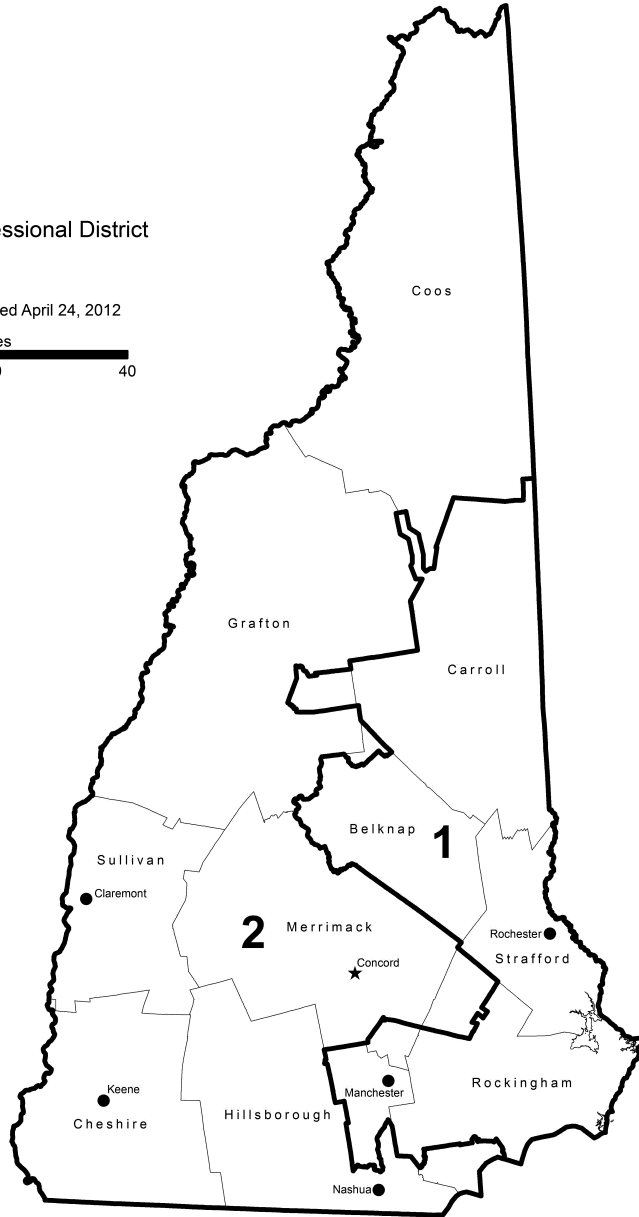 essional District
ed April 24, 2012
es
40
Coos
Grafton
Carroll
Belknap
1
Sullivan
Claremont
2
Merrimack
Rochester
Strafford
Concord
Keene
Cheshire
Hillsborough
Manchester
Rockingham
Nashua